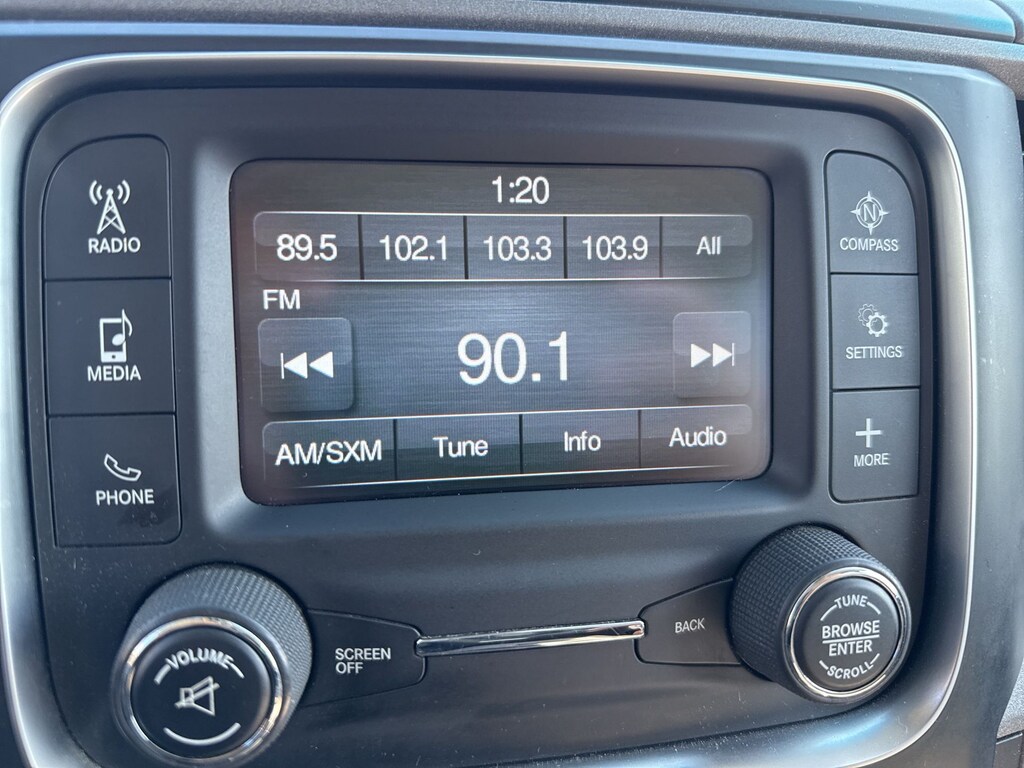 1:20
89.5 102.1 103.3 103.9 All
FM
90.1
AM/SXM Tune Info Audio
RADIO
MEDIA
PHONE
N
COMPASS
SETTINGS
MORE
VOLUME
SCREEN
OFF
BACK
TUNE
BROWSE
ENTER
SCROLL